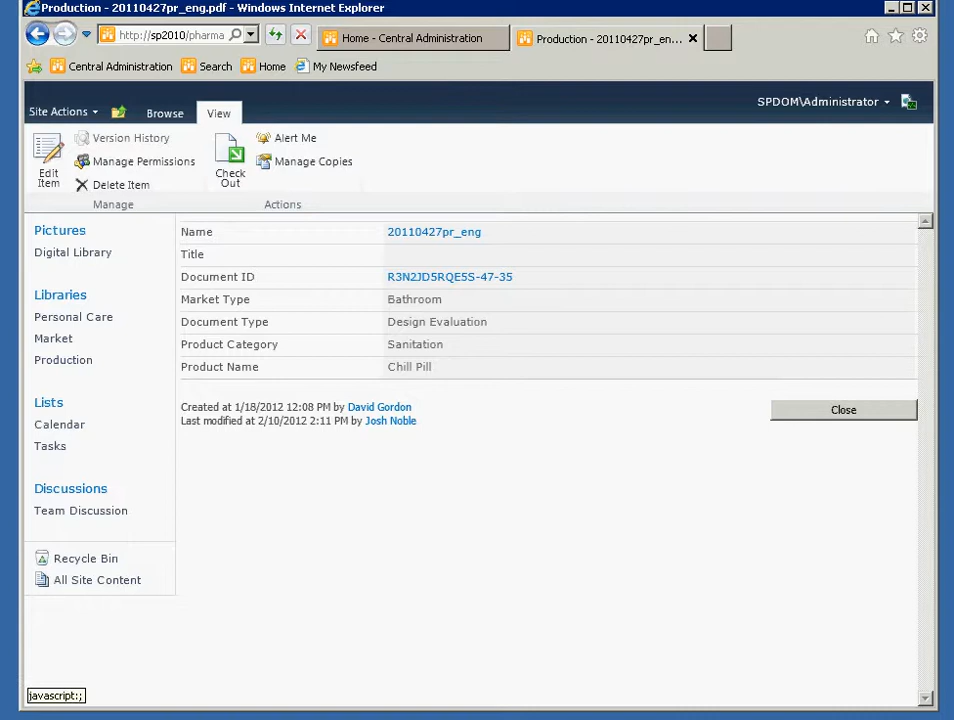 Production - 20110427pr_eng.pdf - Windows Internet Explorer
http://sp2010/pharma
Home - Central Administration
Production - 20110427pr_en...
Central Administration
Search
Home
My Newsfeed
Site Actions
Browse
View
SPDOM\Administrator
Edit Item
Version History
Manage Permissions
Delete Item
Check Out
Alert Me
Manage Copies
Manage
Actions
Pictures
Digital Library
Libraries
Personal Care
Market
Production
Lists
Calendar
Tasks
Discussions
Team Discussion
Recycle Bin
All Site Content
Name 20110427pr_eng
Title
Document ID R3N2JD5RQE5S-47-35
Market Type Bathroom
Document Type Design Evaluation
Product Category Sanitation
Product Name Chill Pill
Created at 1/18/2012 12:08 PM by David Gordon
Last modified at 2/10/2012 2:11 PM by Josh Noble
Close
javascript:;